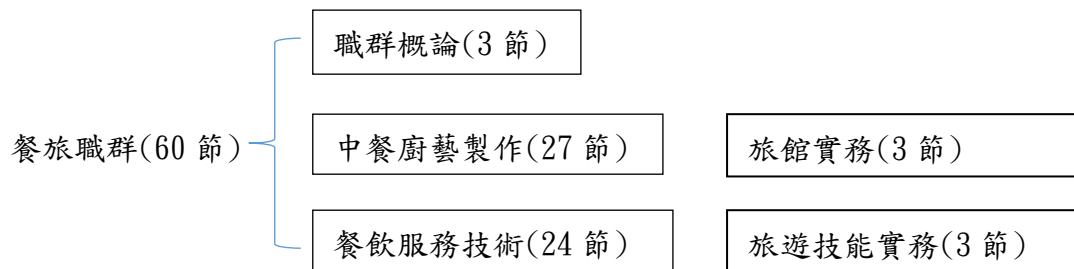 職群概論(3 節)
餐旅職群(60 節)
中餐廚藝製作(27 節)
旅館實務(3 節)
餐飲服務技術(24 節)
旅遊技能實務(3 節)